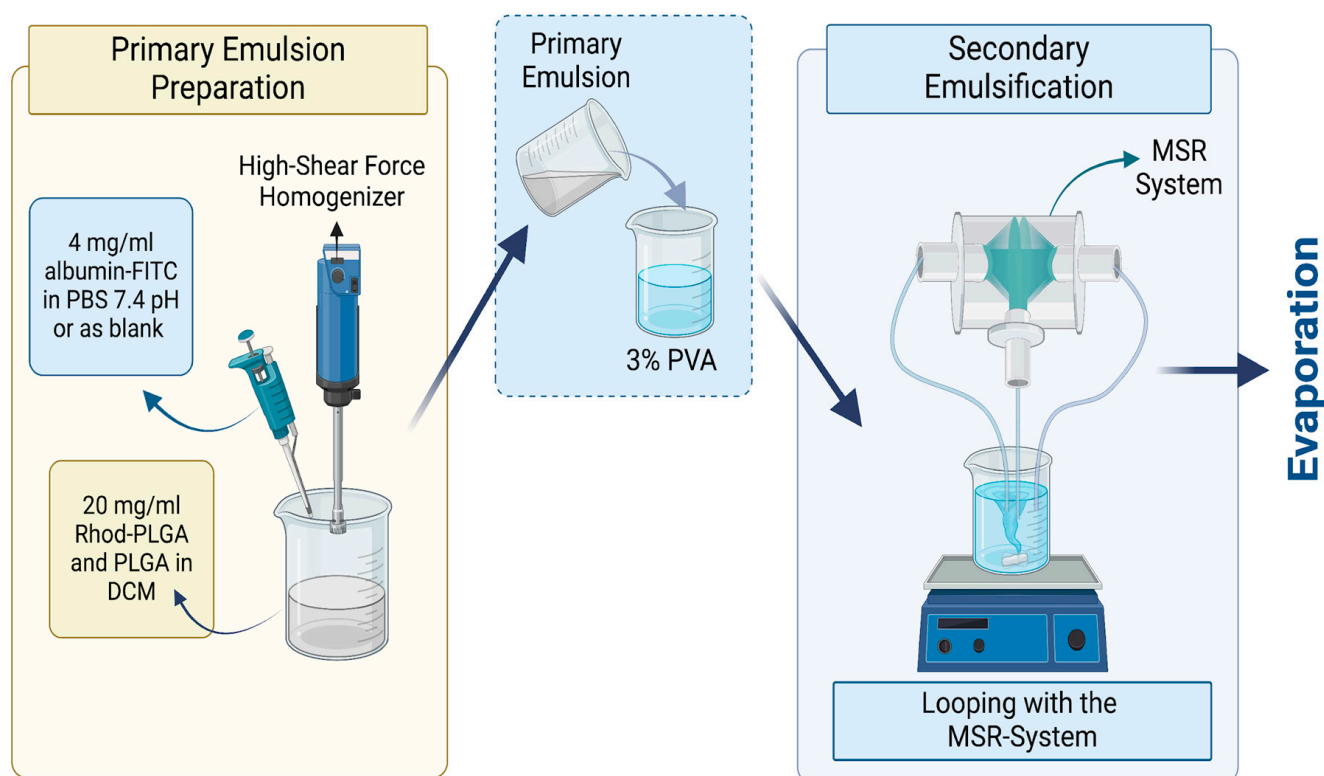 Primary Emulsion
Preparation
High-Shear Force
Homogenizer
4 mg/ml
albumin-FITC
in PBS 7.4 pH
or as blank
20 mg/ml
Rhod-PLGA
and PLGA in
DCM
Primary
Emulsion
3% PVA
Secondary
Emulsification
MSR
System
Looping with the
MSR-System
Evaporation